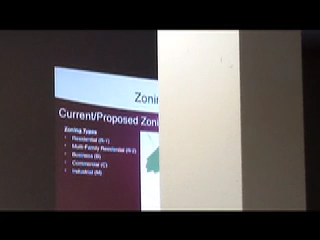 Zoni
Current/Proposed Zoni
Zoning Types
• Residential (R-1)
• Multi-Family Residential (R-2)
• Business (B)
• Commercial (C)
• Industrial (M)